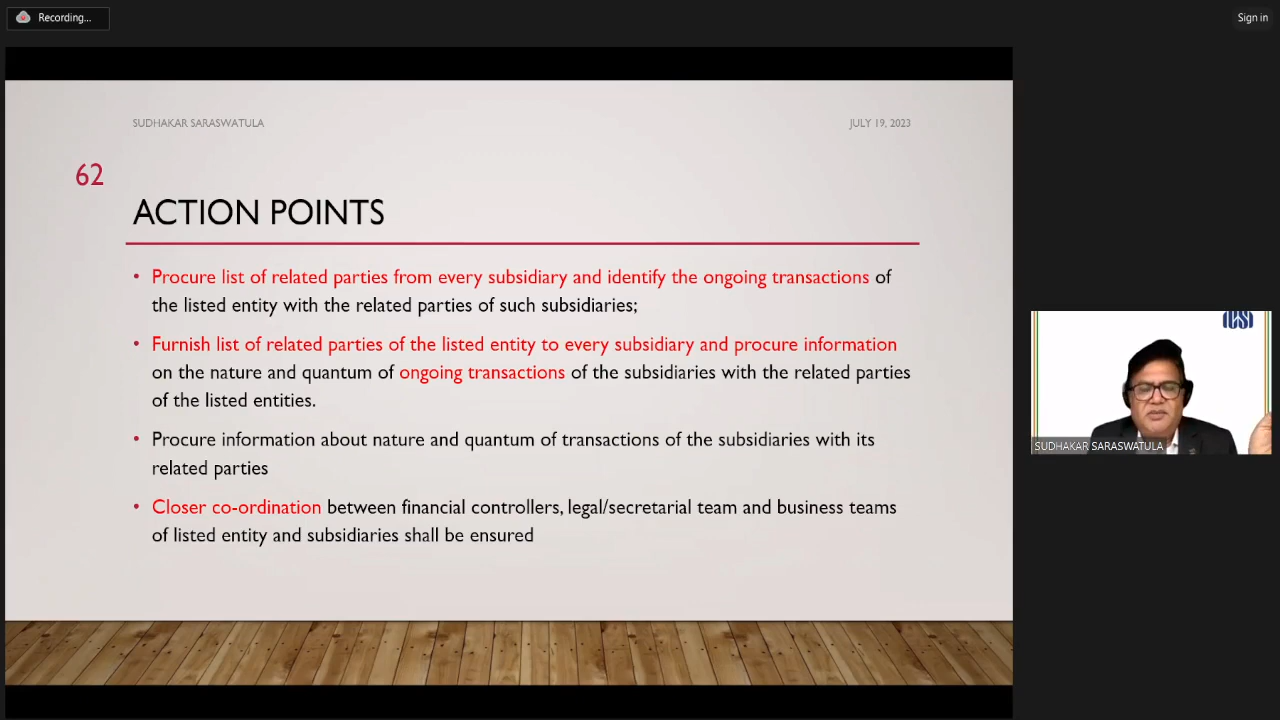 Recording...
Sign in
SUDHAKAR SARASWATULA
JULY 19, 2023
62
ACTION POINTS
• Procure list of related parties from every subsidiary and identify the ongoing transactions of
the listed entity with the related parties of such subsidiaries;
• Furnish list of related parties of the listed entity to every subsidiary and procure information
on the nature and quantum of ongoing transactions of the subsidiaries with the related parties
of the listed entities.
• Procure information about nature and quantum of transactions of the subsidiaries with its
related parties
• Closer co-ordination between financial controllers, legal/secretarial team and business teams
of listed entity and subsidiaries shall be ensured
SUDHAKAR SARASWATULA